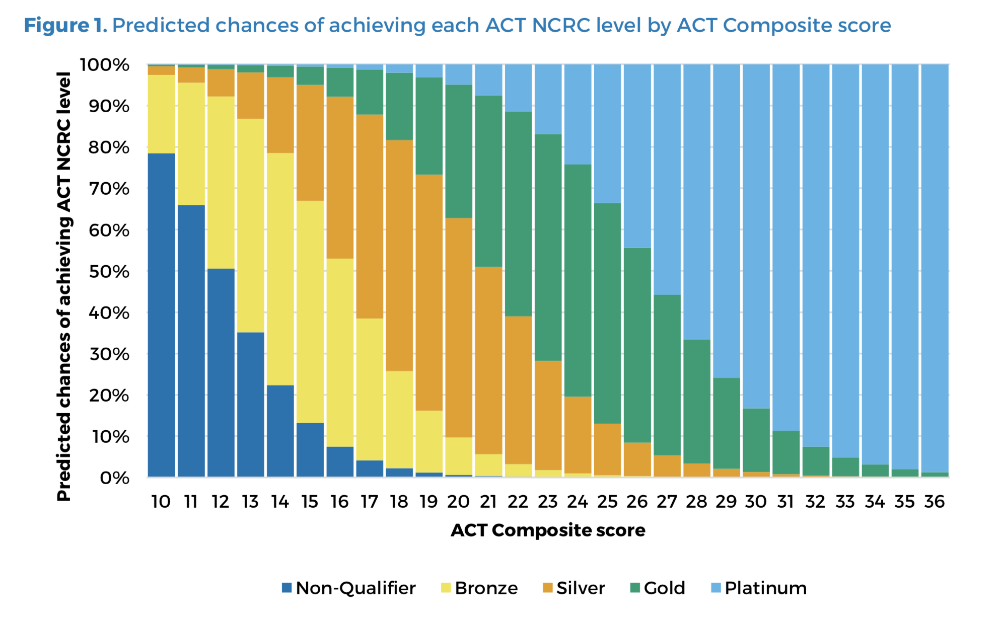 Figure 1. Predicted chances of achieving each ACT NCRC level by ACT Composite score
Predicted chances of achieving ACT NCRC level
100%
90%
80%
70%
60%
50%
40%
30%
20%
10%
0%
10 11 12 13 14 15 16 17 18 19 20 21 22 23 24 25 26 27 28 29 30 31 32 33 34 35 36
ACT Composite score
Non-Qualifier Bronze Silver Gold Platinum